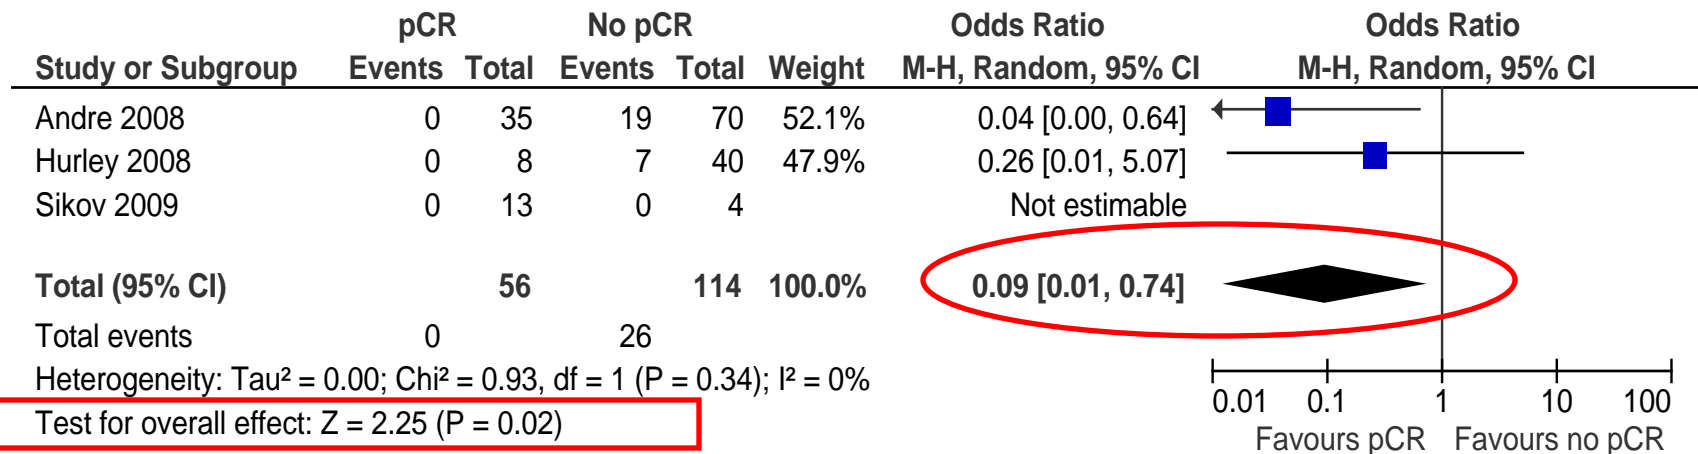 pCR No pCR Odds Ratio Odds Ratio
Study or Subgroup Events Total Events Total Weight M-H, Random, 95% CI M-H, Random, 95% CI
Andre 2008 0 35 19 70 52.1% 0.04 [0.00, 0.64]
Hurley 2008 0 8 7 40 47.9% 0.26 [0.01, 5.07]
Sikov 2009 0 13 0 4 Not estimable
Total (95% CI) 56 114 100.0% 0.09 [0.01, 0.74]
Total events 0 26
Heterogeneity: Tau² = 0.00; Chi² = 0.93, df = 1 (P = 0.34); I² = 0%
Test for overall effect: Z = 2.25 (P = 0.02)
0.01 0.1 1 10 100
Favours pCR Favours no pCR